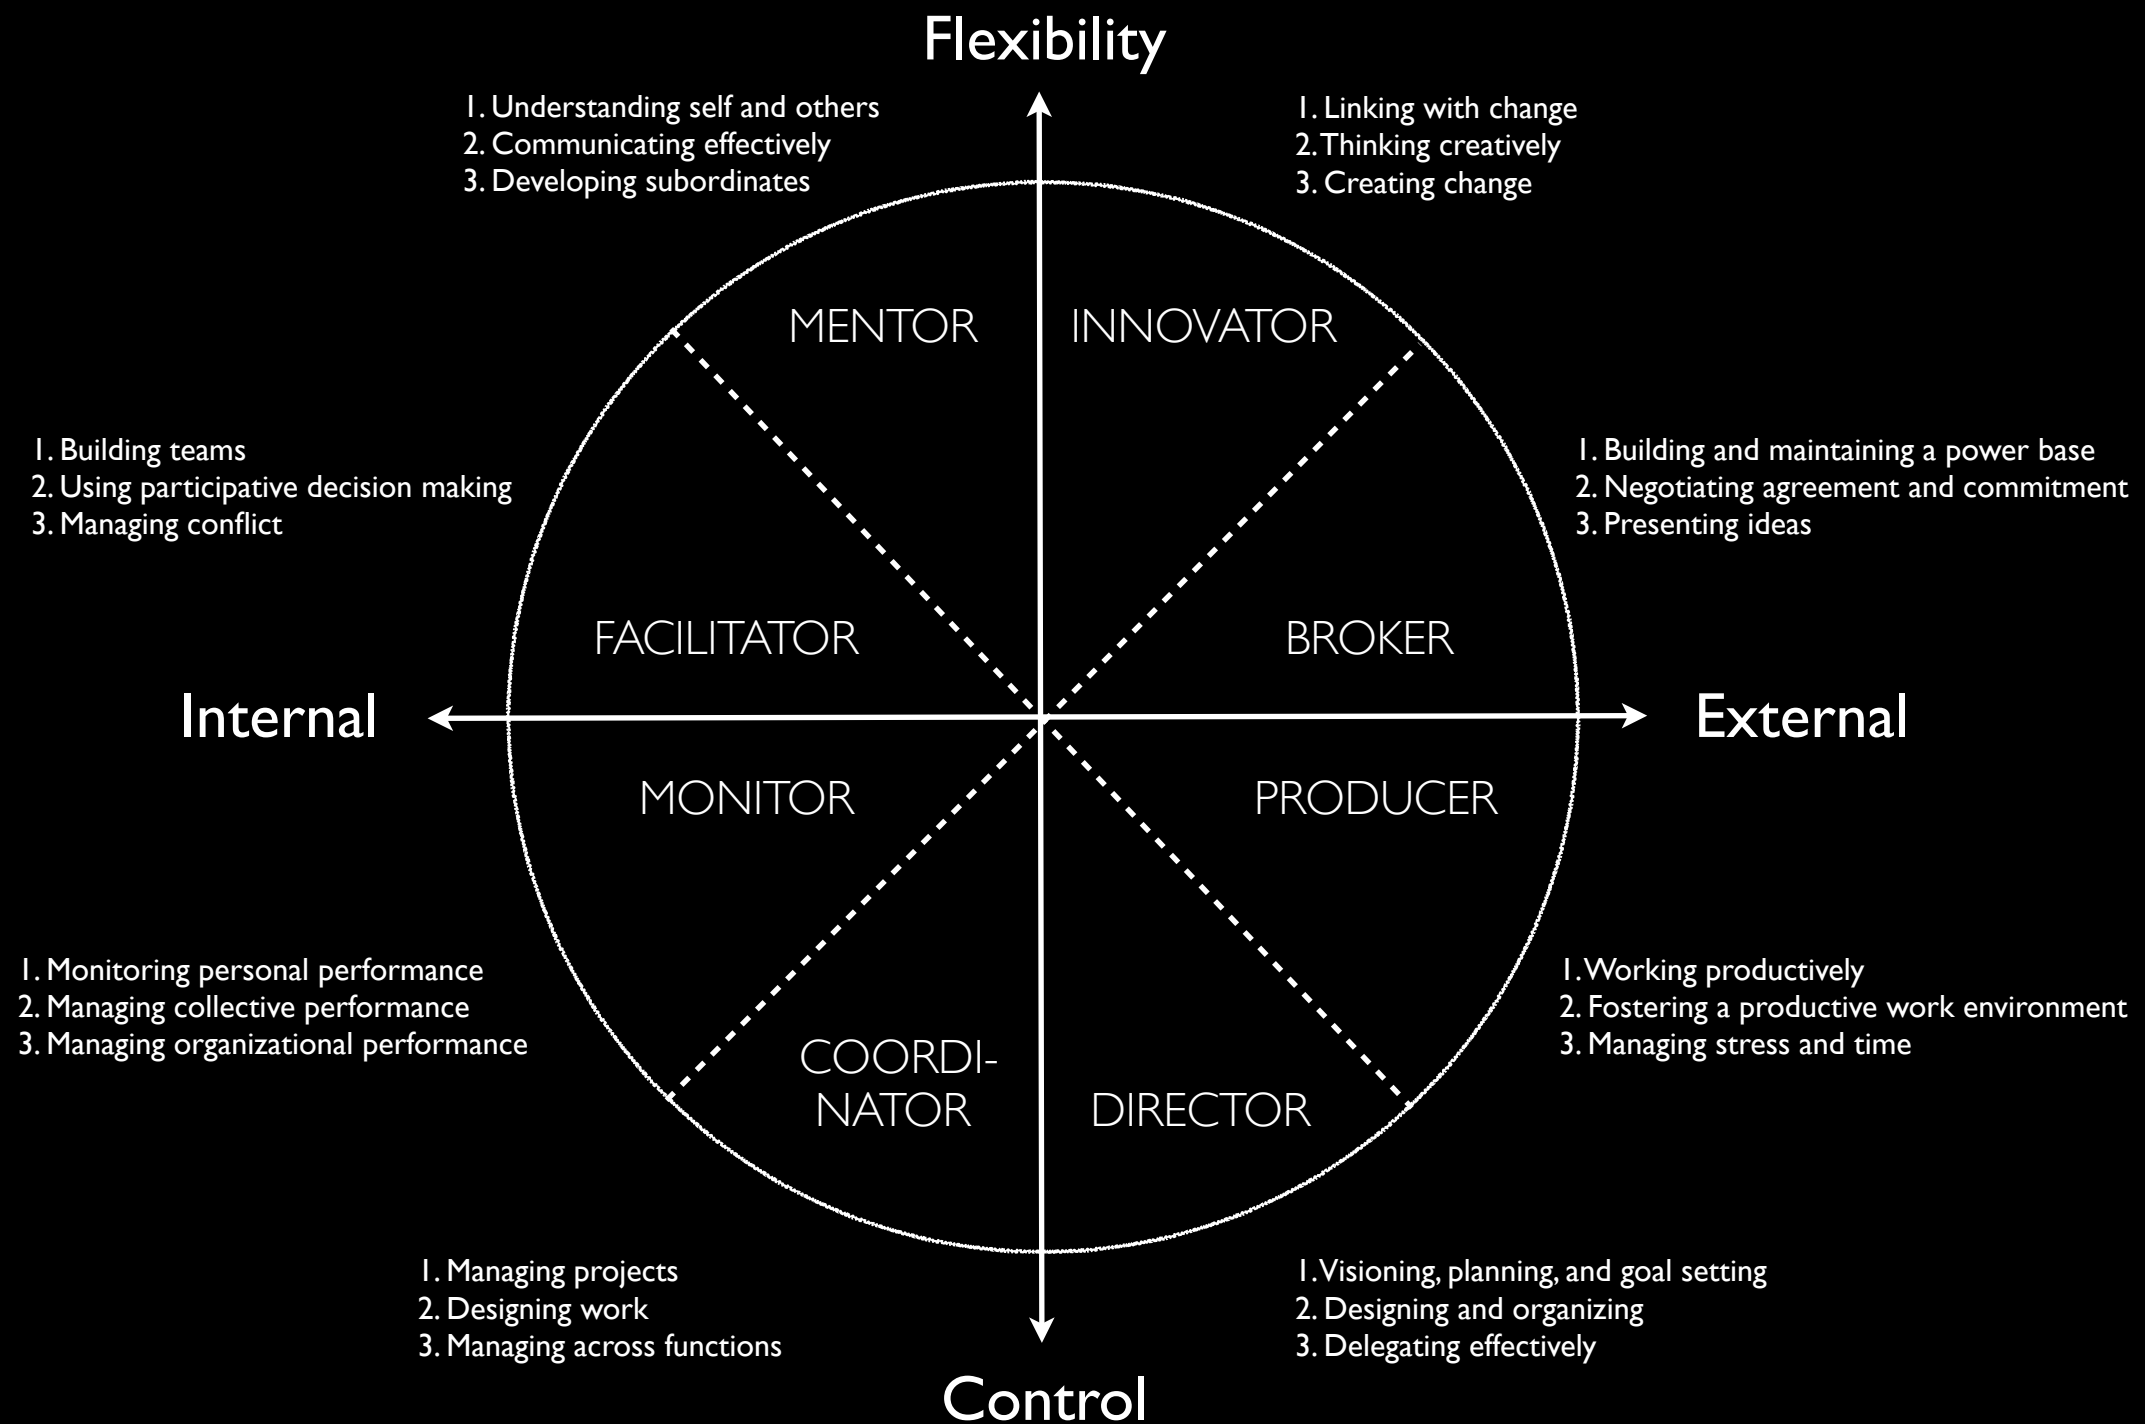 Flexibility
1. Understanding self and others
2. Communicating effectively
3. Developing subordinates
1. Linking with change
2. Thinking creatively
3. Creating change
MENTOR
INNOVATOR
1. Building teams
2. Using participative decision making
3. Managing conflict
1. Building and maintaining a power base
2. Negotiating agreement and commitment
3. Presenting ideas
FACILITATOR
BROKER
Internal
External
MONITOR
PRODUCER
1. Monitoring personal performance
2. Managing collective performance
3. Managing organizational performance
1. Working productively
2. Fostering a productive work environment
3. Managing stress and time
COORDI-
NATOR
DIRECTOR
1. Managing projects
2. Designing work
3. Managing across functions
1. Visioning, planning, and goal setting
2. Designing and organizing
3. Delegating effectively
Control